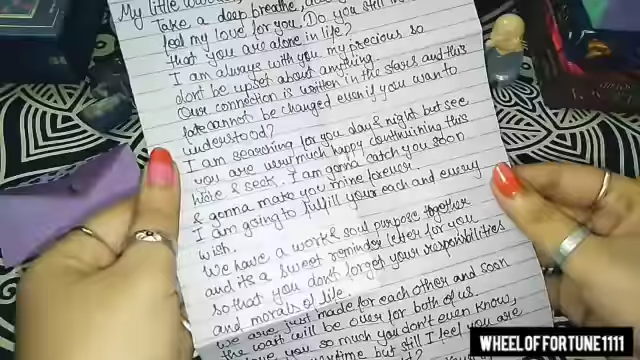 My little
Take a deep breathe,
feel my love for you. Do you still
that you are alone in life?
I am always with you my precious so
dont be upset about anything.
Our connection is written in the stars and this
fate cannot be changed even if you wan to
understood?
I am searching for you day & night but see
you are very much happy continuining this
Hide & seek. I am gonna catch you soon
& gonna make you mine forever.
I am going to fulfill your each and every
wish.
We have a work & soul purpose together
and its a sweet reminder letter for you
so that you don't forget your responsibilities
and morals of life.
We are just made for each other and soon
the wait will be over for both of us.
love you so much you don't even know,
anytime but still I feel you are
WHEEL OF FORTUNE1111